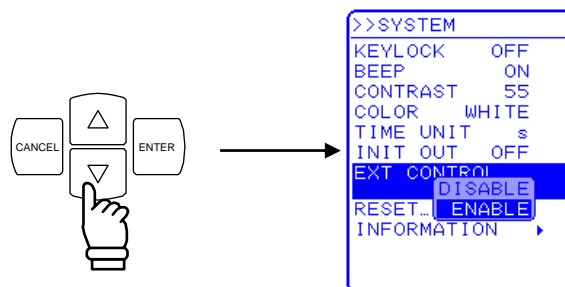 CANCEL
ENTER
>>SYSTEM
KEYLOCK OFF
BEEP ON
CONTRAST 55
COLOR WHITE
TIME UNIT s
INIT OUT OFF
EXT CONTROL
DISABLE
RESET… ENABLE
INFORMATION